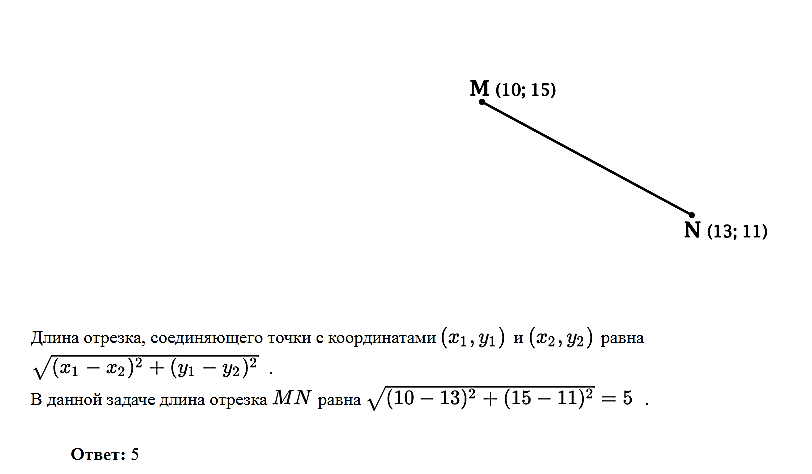 M (10; 15)
N (13; 11)
Длина отрезка, соединяющего точки с координатами (x₁, y₁) и (x₂, y₂) равна
√((x₁ − x₂)² + (y₁ − y₂)²) .
В данной задаче длина отрезка MN равна √((10 − 13)² + (15 − 11)²) = 5 .
Ответ: 5